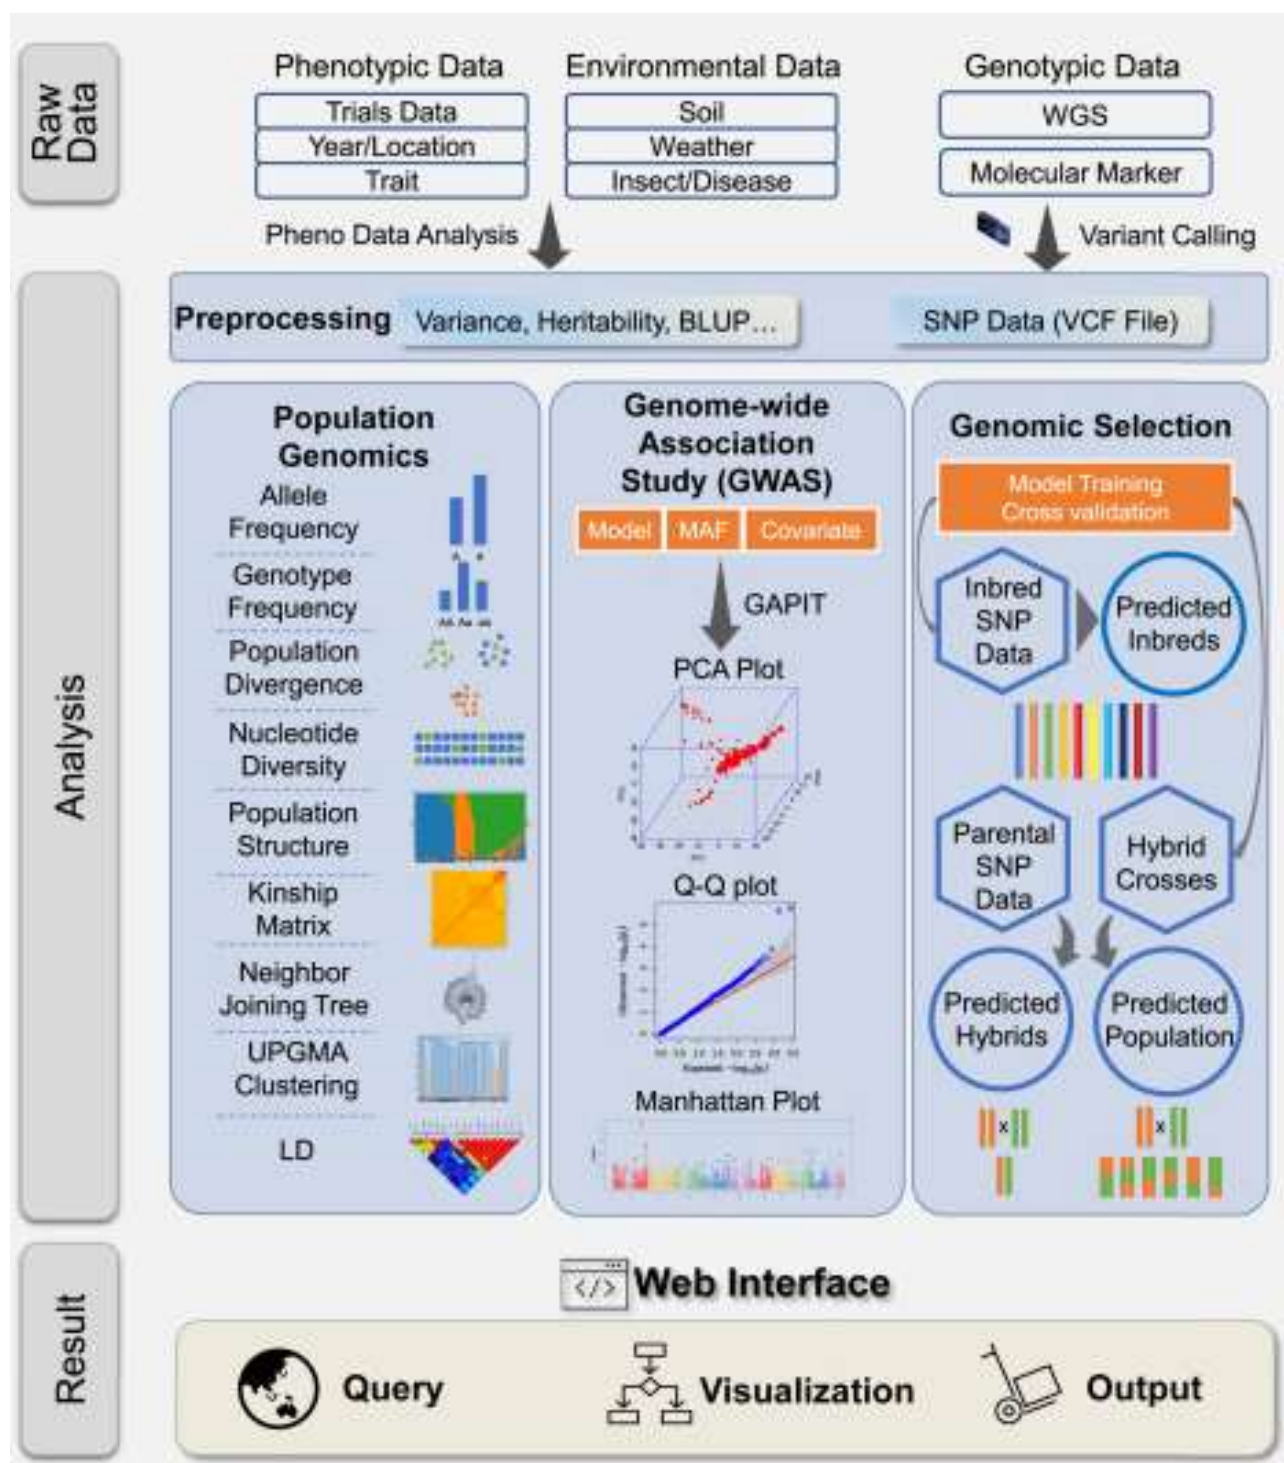 Raw
Data
Phenotypic Data
Trials Data
Year/Location
Trait
Environmental Data
Soil
Weather
Insect/Disease
Genotypic Data
WGS
Molecular Marker
Pheno Data Analysis
Variant Calling
Analysis
Preprocessing
Variance, Heritability, BLUP...
SNP Data (VCF File)
Population
Genomics
Allele
Frequency
Genotype
Frequency
AA Aa aa
Population
Divergence
Nucleotide
Diversity
Population
Structure
Kinship
Matrix
Neighbor
Joining Tree
UPGMA
Clustering
LD
Genome-wide
Association
Study (GWAS)
Model
MAF
Covariate
GAPIT
PCA Plot
Q-Q plot
Manhattan Plot
Genomic Selection
Model Training
Cross validation
Inbred
SNP
Data
Predicted
Inbreds
Parental
SNP
Data
Hybrid
Crosses
Predicted
Hybrids
Predicted
Population
x
x
Result
</>
Web Interface
Query
Visualization
Output